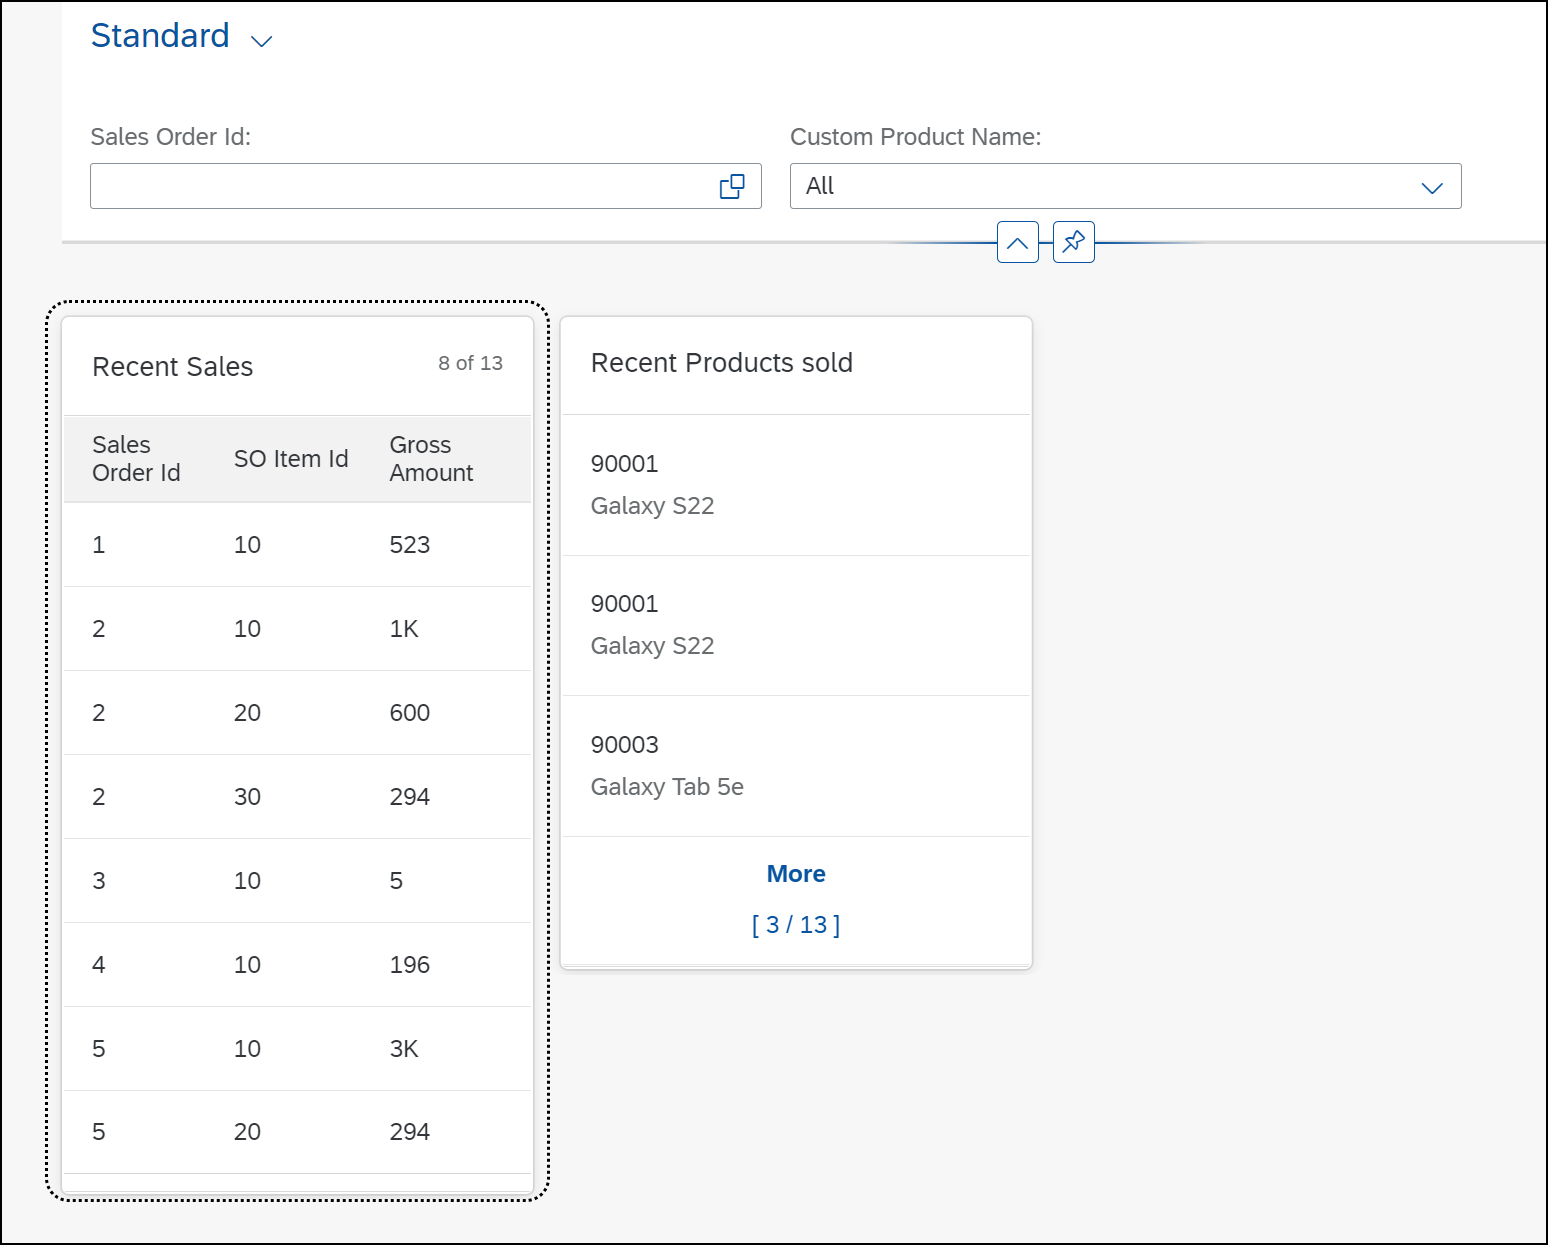 Standard
Sales Order Id:
Custom Product Name:
All
Recent Sales
8 of 13
Sales Order Id
SO Item Id
Gross Amount
1 10 523
2 10 1K
2 20 600
2 30 294
3 10 5
4 10 196
5 10 3K
5 20 294
Recent Products sold
90001
Galaxy S22
90001
Galaxy S22
90003
Galaxy Tab 5e
More
[ 3 / 13 ]